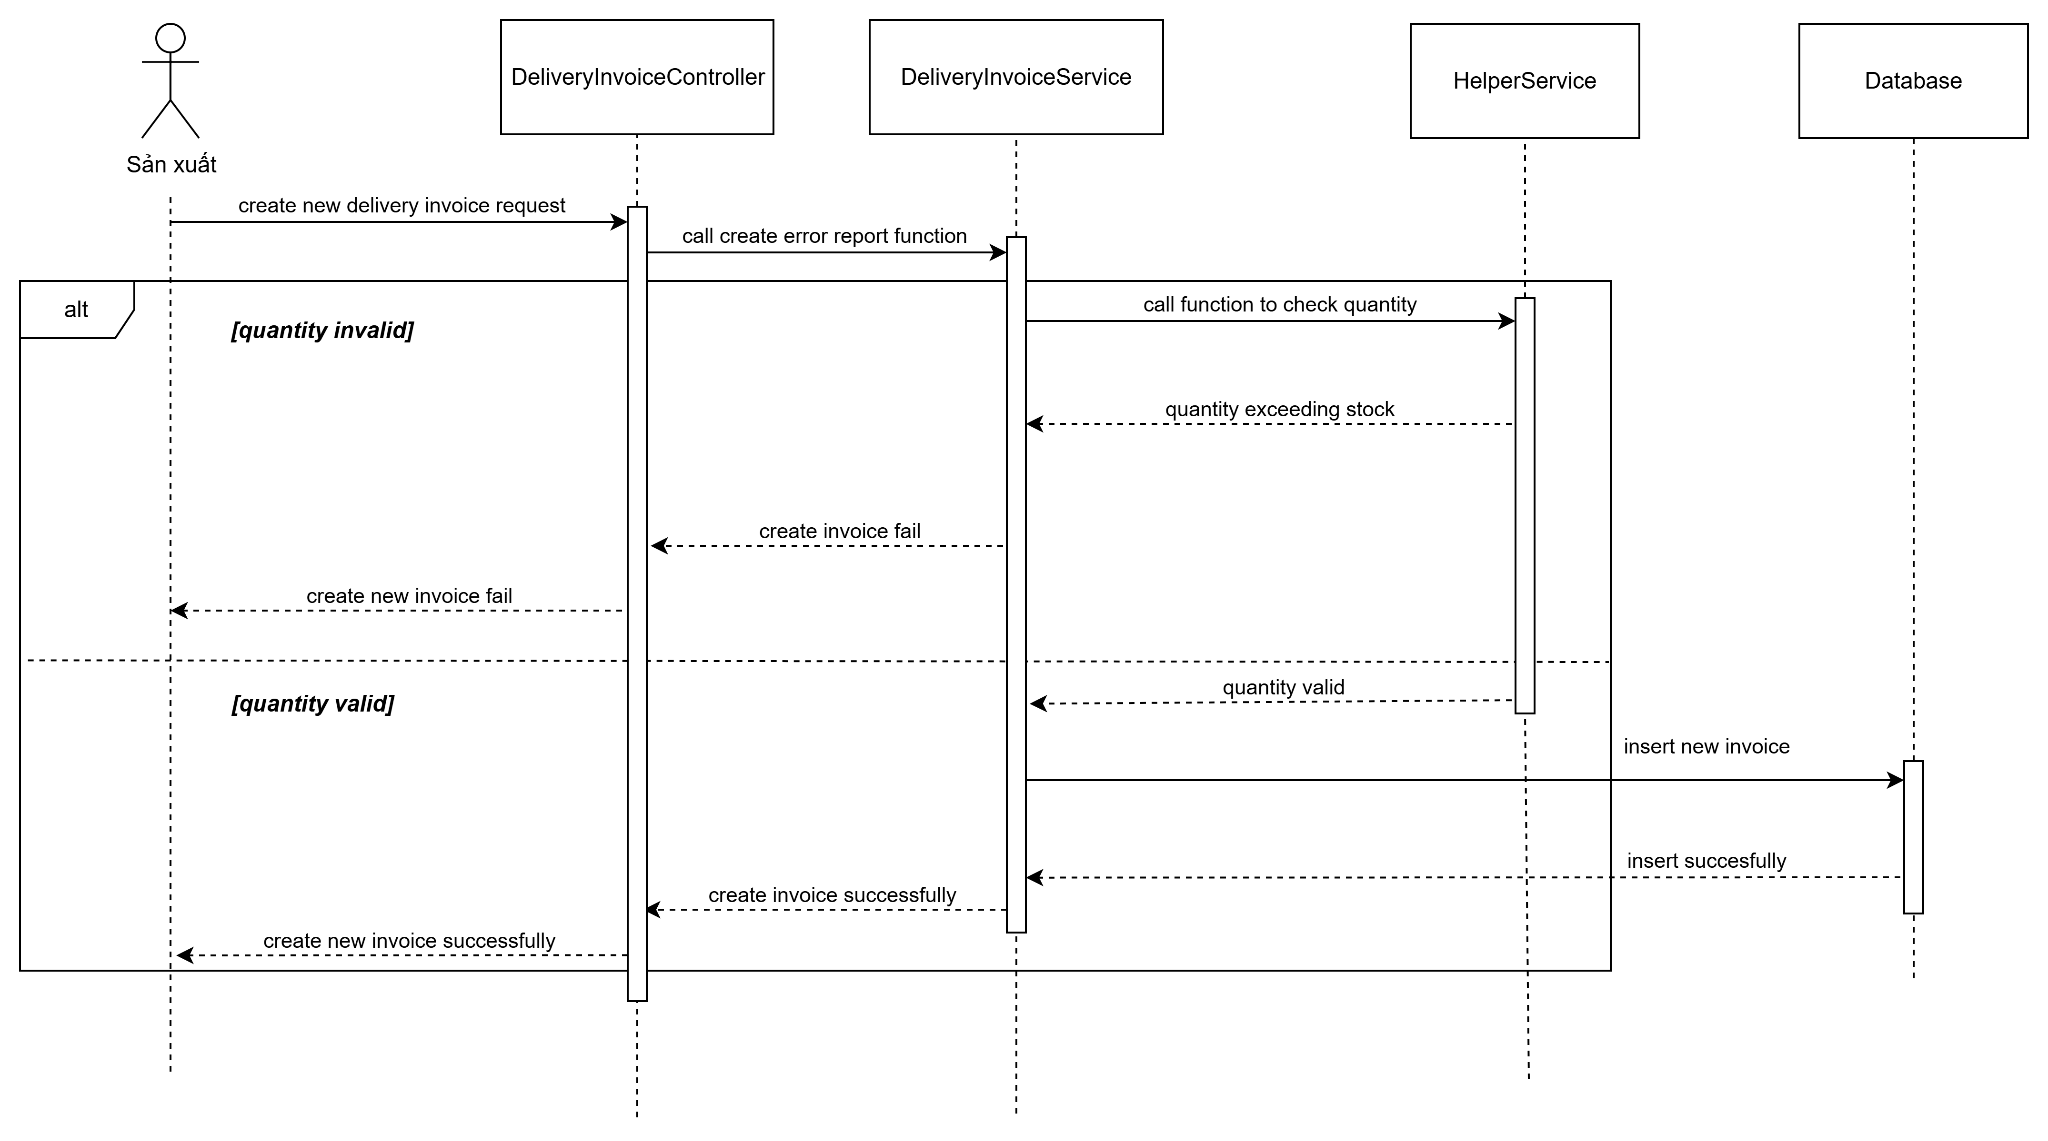 DeliveryInvoiceController
DeliveryInvoiceService
HelperService
Database
Sản xuất
create new delivery invoice request
call create error report function
alt
[quantity invalid]
call function to check quantity
quantity exceeding stock
create invoice fail
create new invoice fail
[quantity valid]
quantity valid
insert new invoice
insert succesfully
create invoice successfully
create new invoice successfully